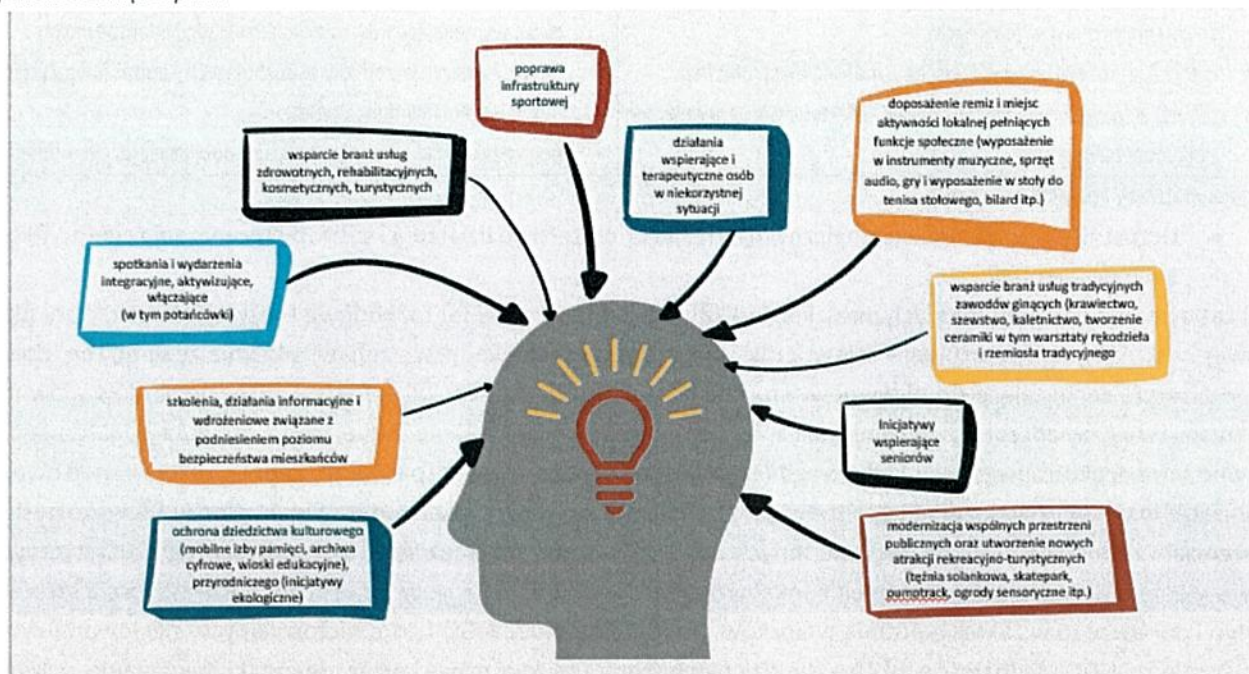 poprawa
infrastruktury
sportowej
wsparcie branż usług
zdrowotnych, rehabilitacyjnych,
kosmetycznych, turystycznych
działania
wspierające i
terapeutyczne osób
w niekorzystnej
sytuacji
doposażenie remiz i miejsc
aktywności lokalnej pełniących
funkcje społeczne (wyposażenie
w instrumenty muzyczne, sprzęt
audio, gry i wyposażenie w stoły do
tenisa stołowego, bilard itp.)
spotkania i wydarzenia
integracyjne, aktywizujące,
włączające
(w tym potańcówki)
wsparcie branż usług tradycyjnych
zawodów ginących (krawiectwo,
szewstwo, kaletnictwo, tworzenie
ceramiki w tym warsztaty rękodzieła
i rzemiosła tradycyjnego
szkolenia, działania informacyjne i
wdrożeniowe związane z
podniesieniem poziomu
bezpieczeństwa mieszkańców
Inicjatywy
wspierające
seniorów
ochrona dziedzictwa kulturowego
(mobilne izby pamięci, archiwa
cyfrowe, wioski edukacyjne),
przyrodniczego (inicjatywy
ekologiczne)
modernizacja wspólnych przestrzeni
publicznych oraz utworzenie nowych
atrakcji rekreacyjno-turystycznych
(tężnia solankowa, skatepark,
pumptrack, ogrody sensoryczne itp.)